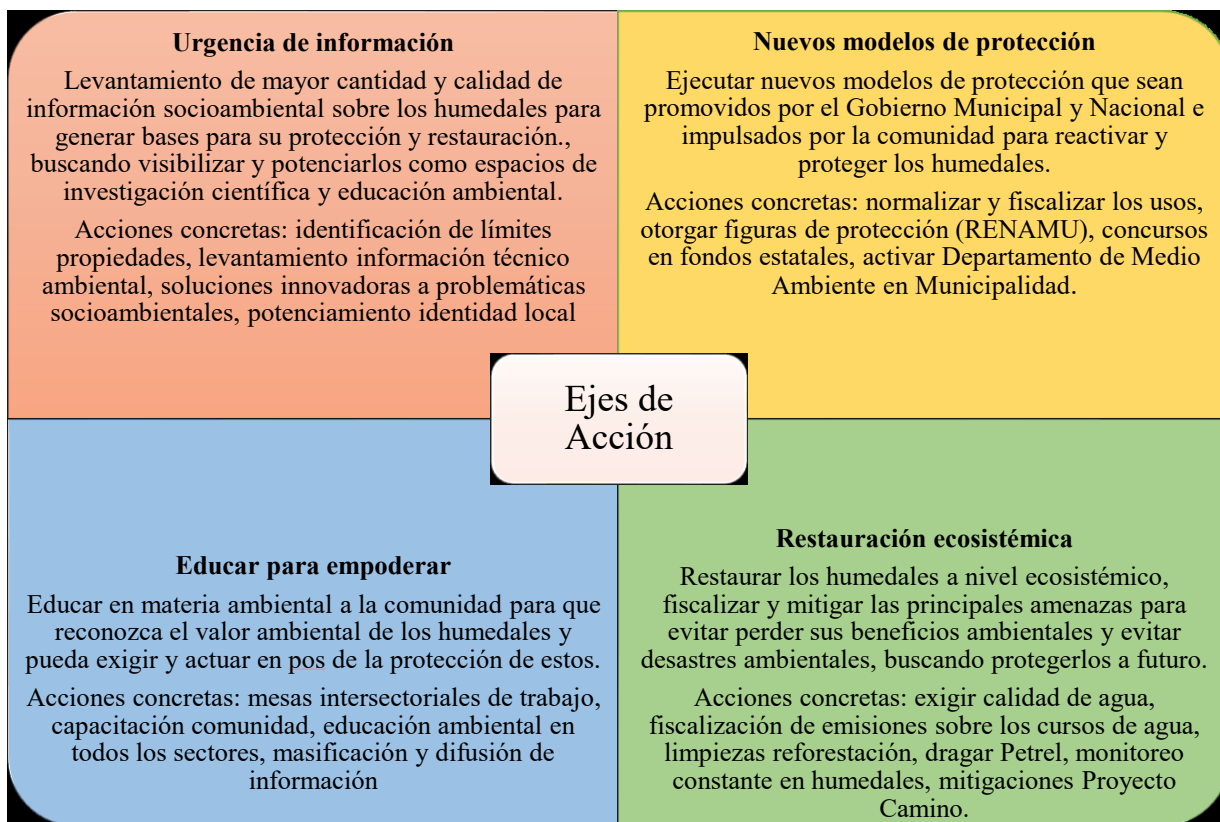 Urgencia de información
Levantamiento de mayor cantidad y calidad de
información socioambiental sobre los humedales para
generar bases para su protección y restauración.,
buscando visibilizar y potenciarlos como espacios de
investigación científica y educación ambiental.
Acciones concretas: identificación de límites
propiedades, levantamiento información técnico
ambiental, soluciones innovadoras a problemáticas
socioambientales, potenciamiento identidad local
Nuevos modelos de protección
Ejecutar nuevos modelos de protección que sean
promovidos por el Gobierno Municipal y Nacional e
impulsados por la comunidad para reactivar y
proteger los humedales.
Acciones concretas: normalizar y fiscalizar los usos,
otorgar figuras de protección (RENAMU), concursos
en fondos estatales, activar Departamento de Medio
Ambiente en Municipalidad.
Ejes de
Acción
Educar para empoderar
Educar en materia ambiental a la comunidad para que
reconozca el valor ambiental de los humedales y
pueda exigir y actuar en pos de la protección de estos.
Acciones concretas: mesas intersectoriales de trabajo,
capacitación comunidad, educación ambiental en
todos los sectores, masificación y difusión de
información
Restauración ecosistémica
Restaurar los humedales a nivel ecosistémico,
fiscalizar y mitigar las principales amenazas para
evitar perder sus beneficios ambientales y evitar
desastres ambientales, buscando protegerlos a futuro.
Acciones concretas: exigir calidad de agua,
fiscalización de emisiones sobre los cursos de agua,
limpiezas reforestación, dragar Petrel, monitoreo
constante en humedales, mitigaciones Proyecto
Camino.